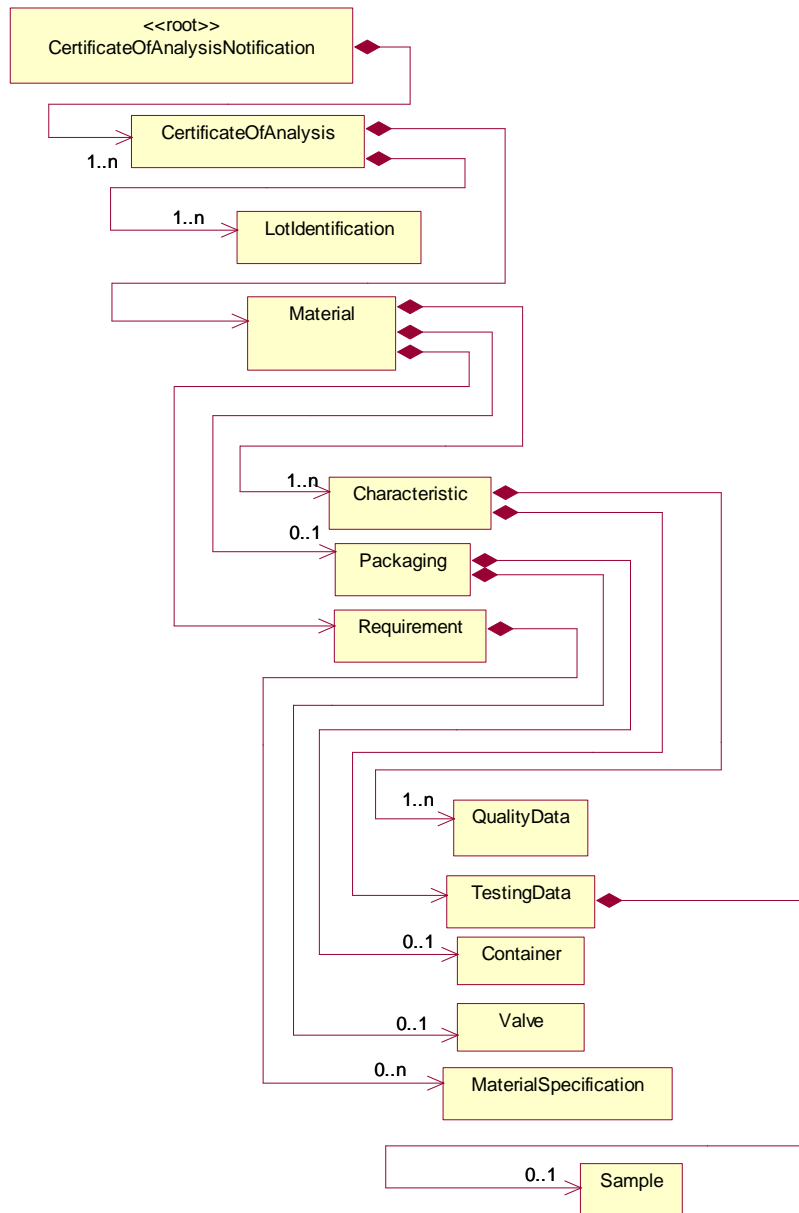 <<root>>
CertificateOfAnalysisNotification
CertificateOfAnalysis
1..n
1..n
LotIdentification
Material
1..n
Characteristic
0..1
Packaging
Requirement
1..n
QualityData
TestingData
0..1
Container
0..1
Valve
0..n
MaterialSpecification
0..1
Sample